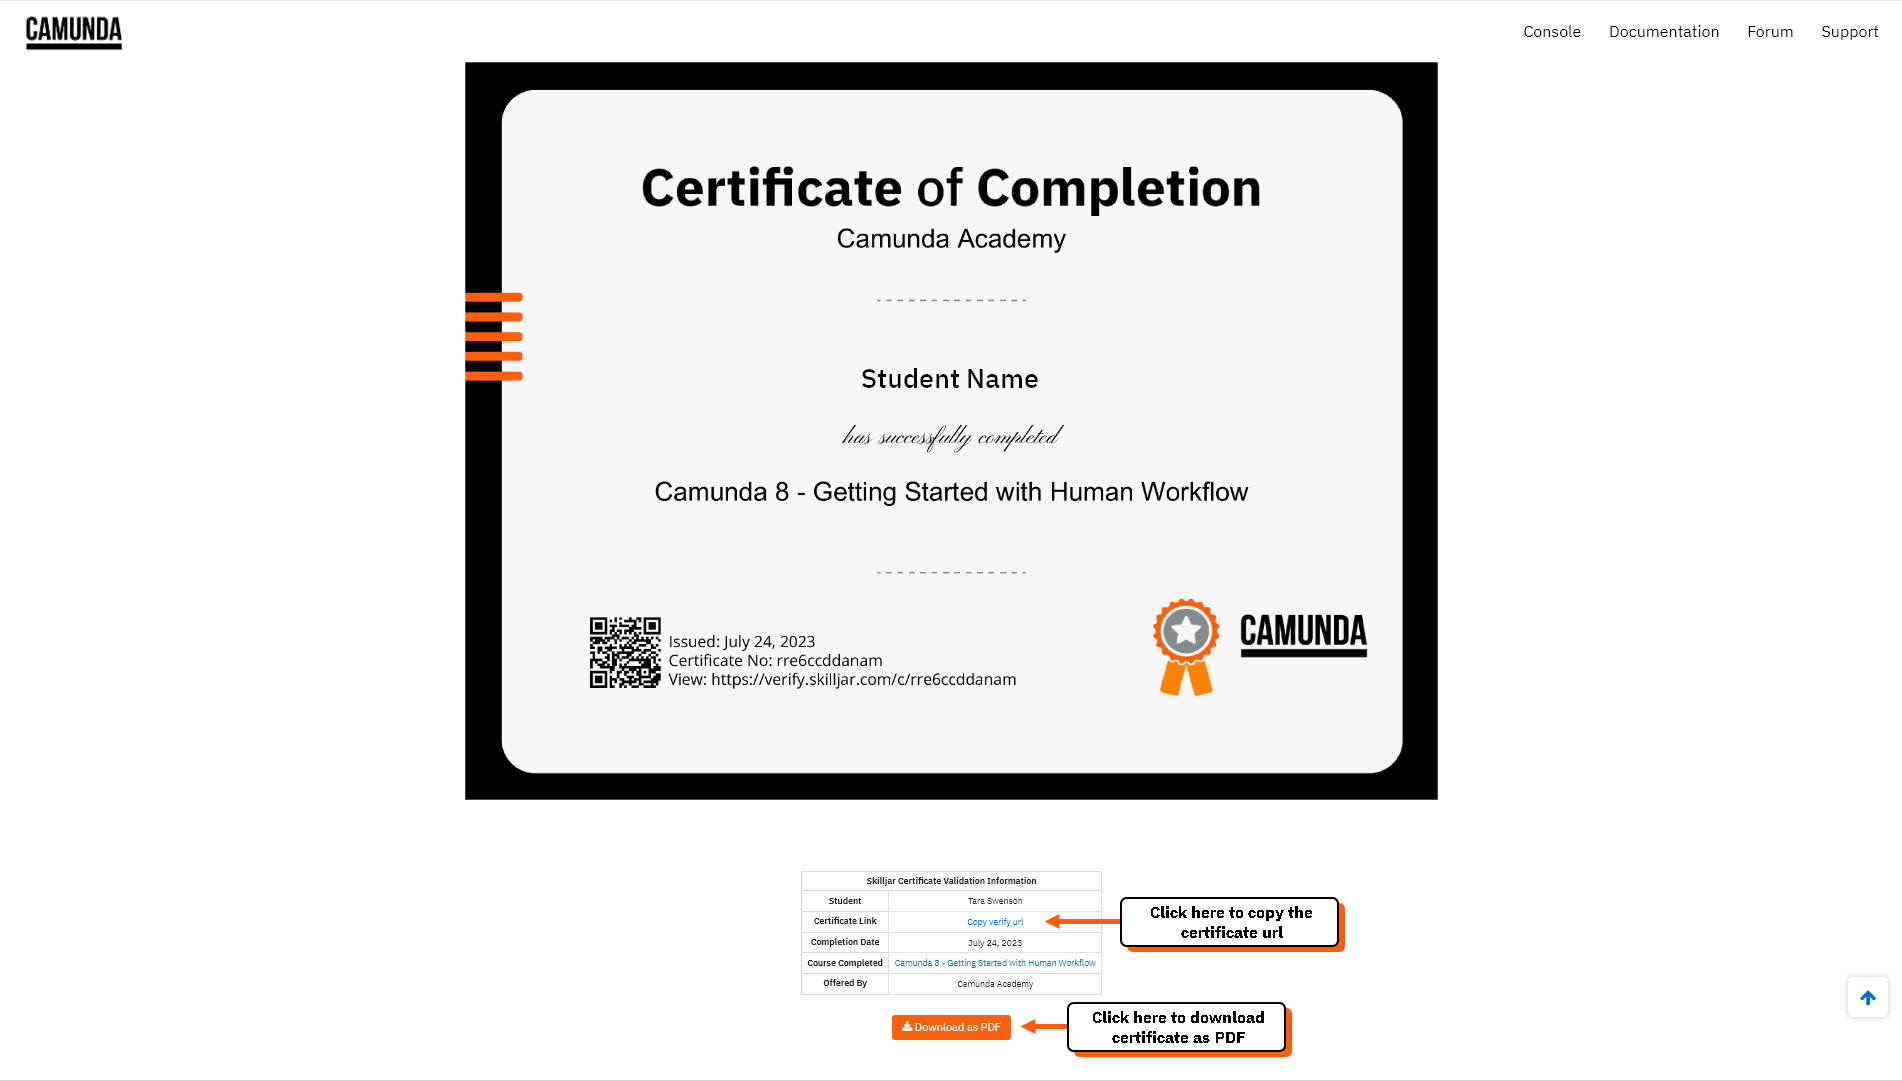 CAMUNDA
Console Documentation Forum Support
Certificate of Completion
Camunda Academy
Student Name
has successfully completed
Camunda 8 - Getting Started with Human Workflow
Issued: July 24, 2023
Certificate No: rre6ccddanam
View: https://verify.skilljar.com/c/rre6ccddanam
CAMUNDA
Skilljar Certificate Validation Information
Student Tara Swenson
Certificate Link Copy verify url
Completion Date July 24, 2023
Course Completed Camunda 8 - Getting Started with Human Workflow
Offered By Camunda Academy
Click here to copy the
certificate url
Download as PDF
Click here to download
certificate as PDF